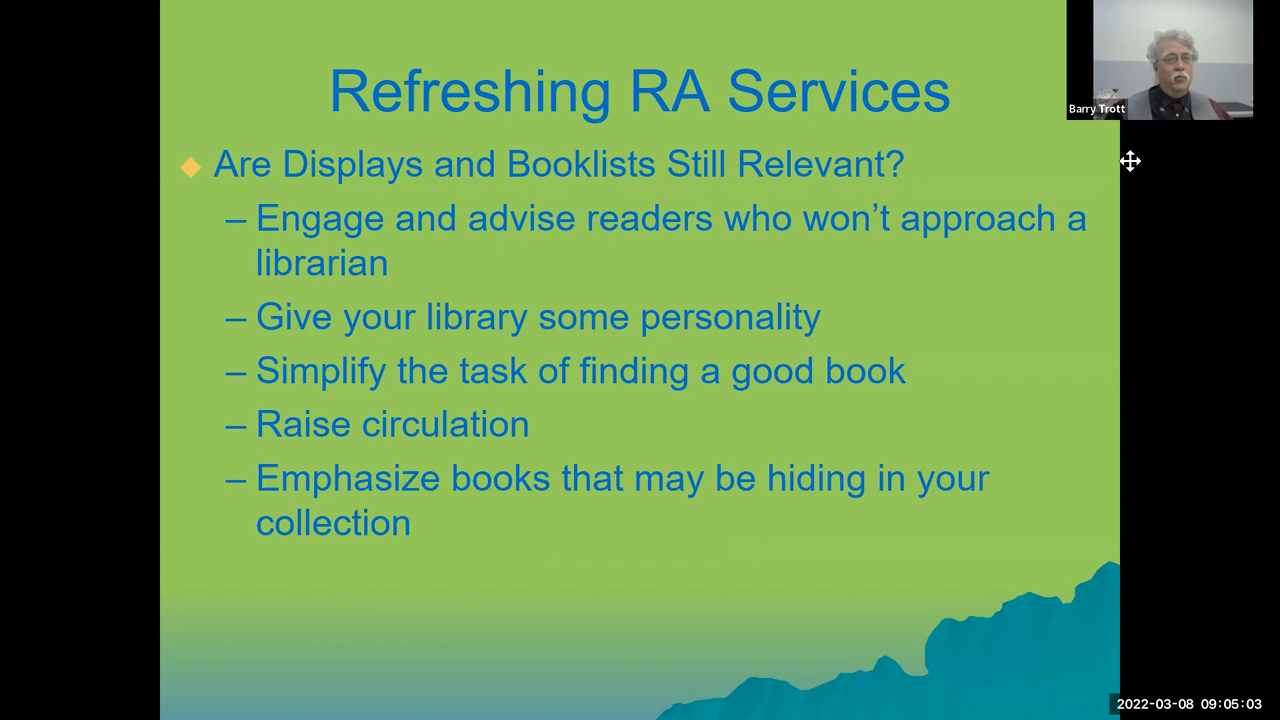 Refreshing RA Services
Barry Trott
Are Displays and Booklists Still Relevant?
– Engage and advise readers who won’t approach a
librarian
– Give your library some personality
– Simplify the task of finding a good book
– Raise circulation
– Emphasize books that may be hiding in your
collection
2022-03-08 09:05:03